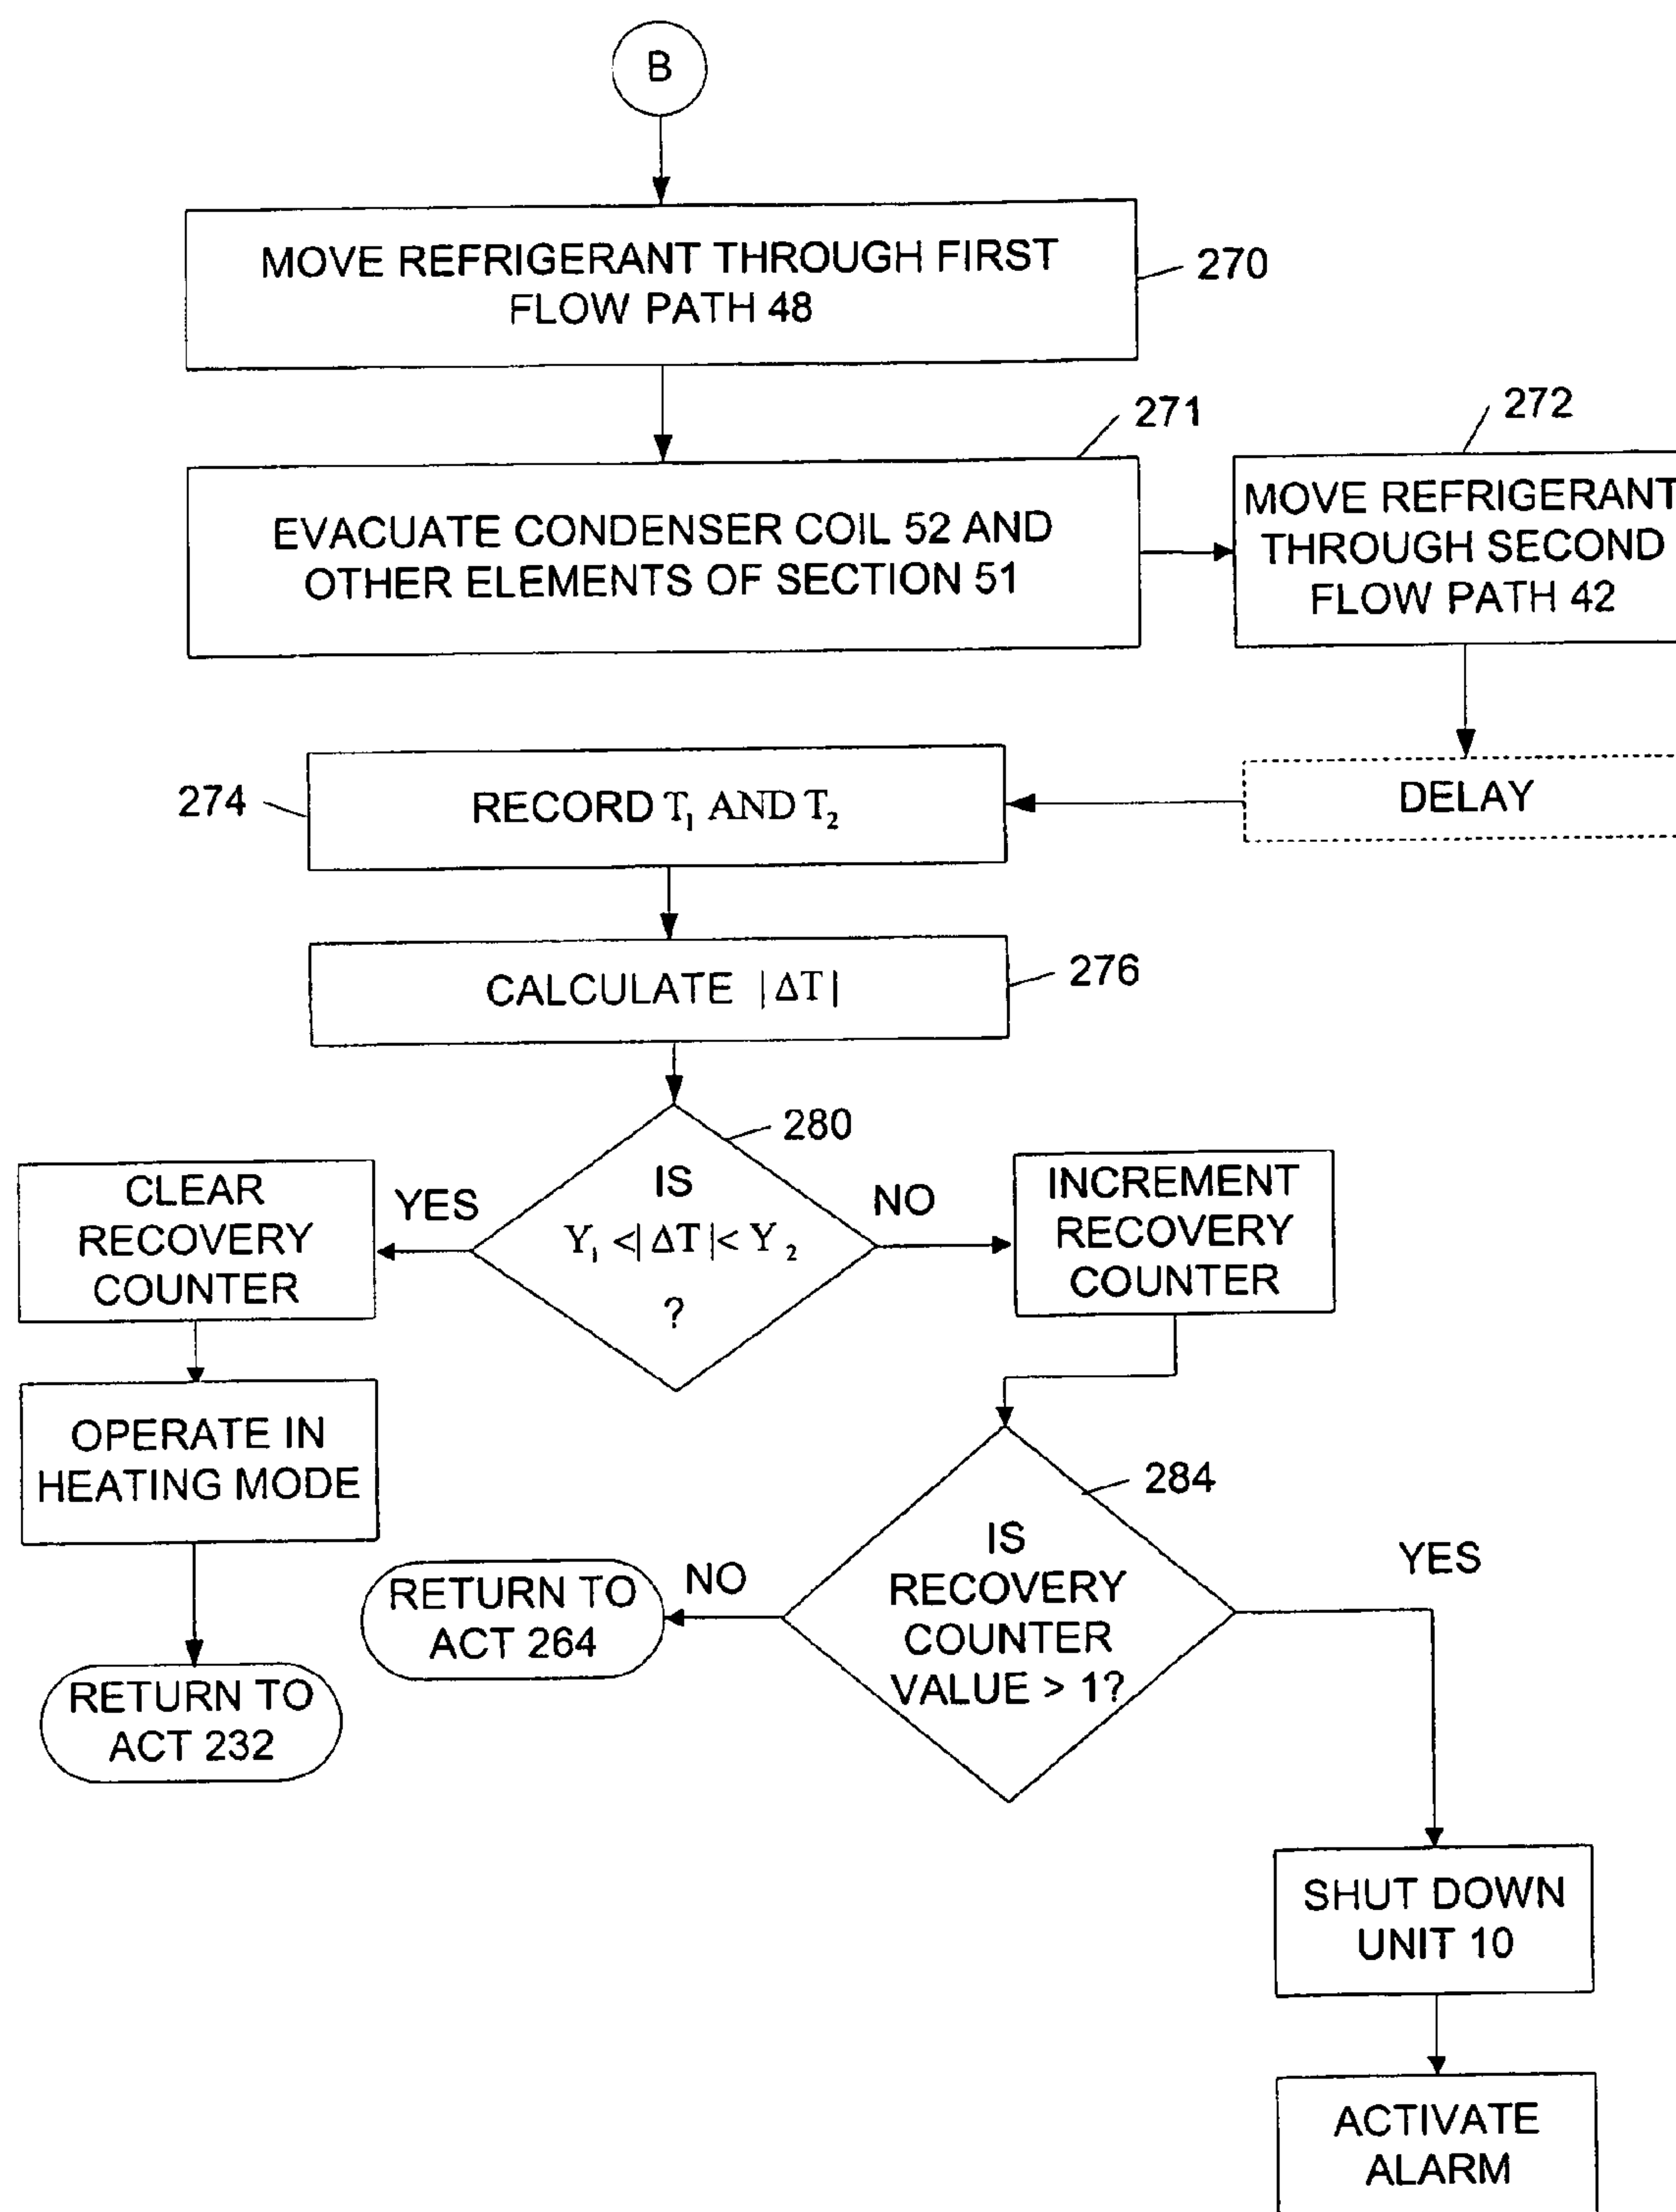 B
MOVE REFRIGERANT THROUGH FIRST
FLOW PATH 48
270
271
EVACUATE CONDENSER COIL 52 AND
OTHER ELEMENTS OF SECTION 51
272
MOVE REFRIGERANT
THROUGH SECOND
FLOW PATH 42
DELAY
274
RECORD T₁ AND T₂
CALCULATE |ΔT|
276
280
IS
Y₁ <|ΔT|< Y₂
?
YES
CLEAR
RECOVERY
COUNTER
OPERATE IN
HEATING MODE
RETURN TO
ACT 232
NO
INCREMENT
RECOVERY
COUNTER
284
IS
RECOVERY
COUNTER
VALUE > 1?
NO
RETURN TO
ACT 264
YES
SHUT DOWN
UNIT 10
ACTIVATE
ALARM